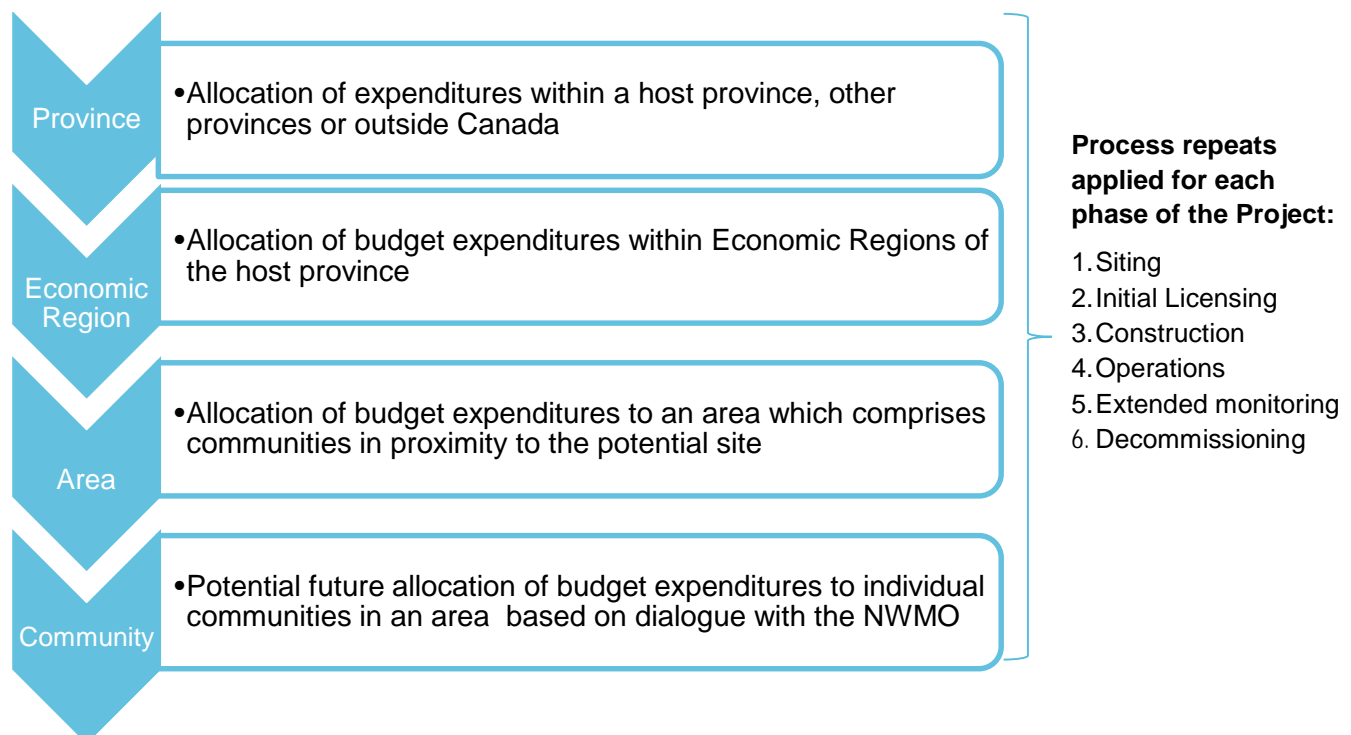 Province
•Allocation of expenditures within a host province, other
provinces or outside Canada
Economic
Region
•Allocation of budget expenditures within Economic Regions of
the host province
Area
•Allocation of budget expenditures to an area which comprises
communities in proximity to the potential site
Community
•Potential future allocation of budget expenditures to individual
communities in an area  based on dialogue with the NWMO
Process repeats
applied for each
phase of the Project:
1.Siting
2.Initial Licensing
3.Construction
4.Operations
5.Extended monitoring
6. Decommissioning